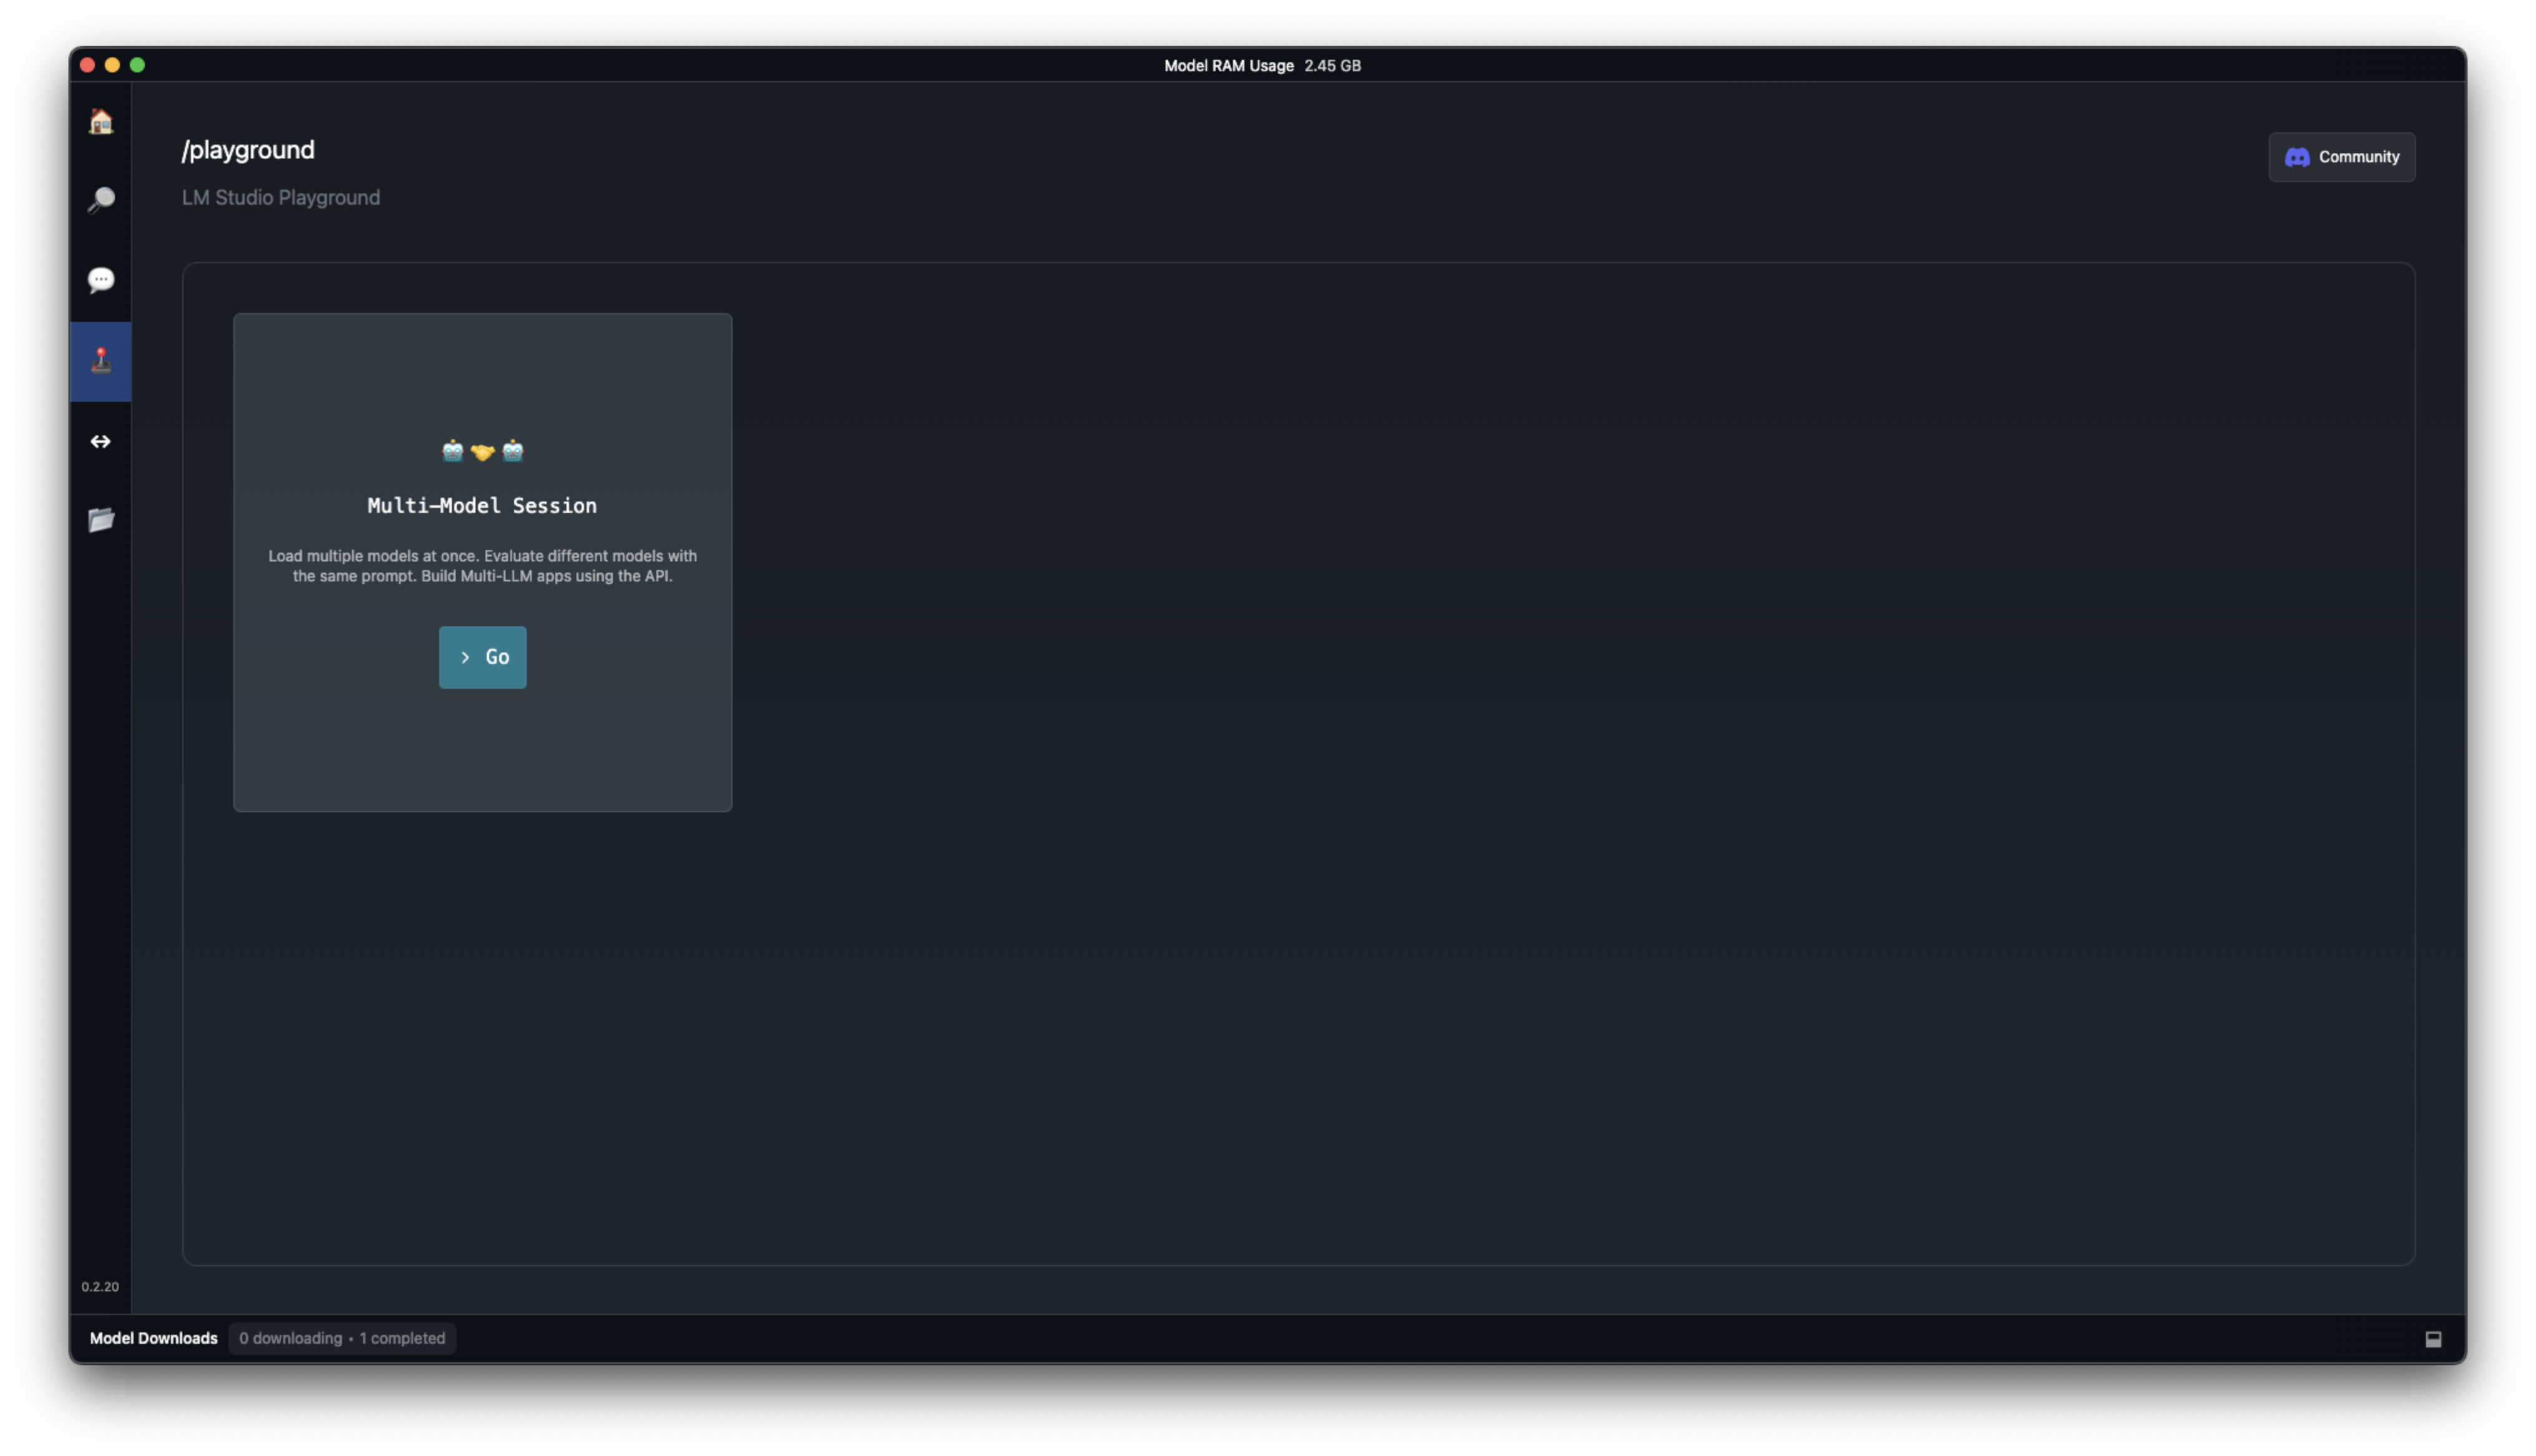 Model RAM Usage 2.45 GB
/playground
LM Studio Playground
Community
Multi-Model Session
Load multiple models at once. Evaluate different models with
the same prompt. Build Multi-LLM apps using the API.
> Go
0.2.20
Model Downloads 0 downloading • 1 completed